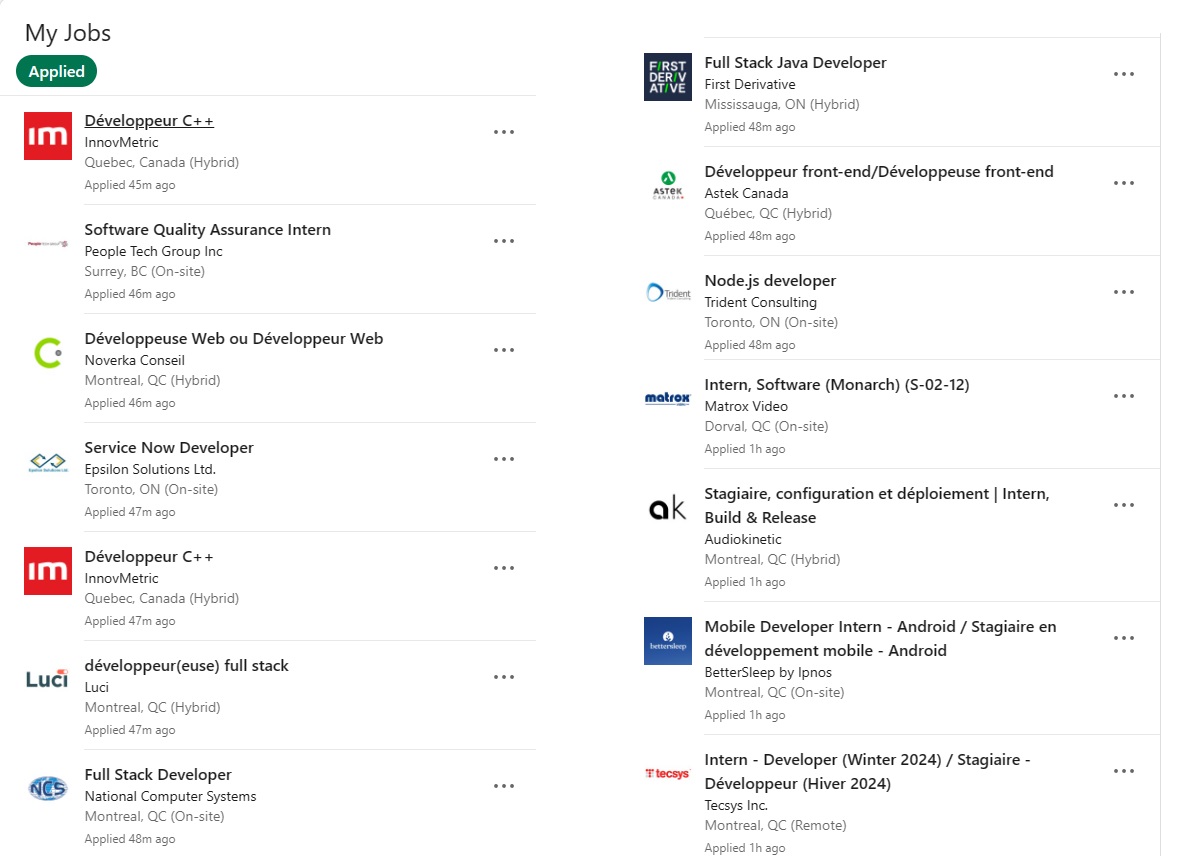 My Jobs
Applied
im
Développeur C++
InnovMetric
Quebec, Canada (Hybrid)
Applied 45m ago
Software Quality Assurance Intern
People Tech Group Inc
Surrey, BC (On-site)
Applied 46m ago
Développeuse Web ou Développeur Web
Noverka Conseil
Montreal, QC (Hybrid)
Applied 46m ago
Service Now Developer
Epsilon Solutions Ltd.
Toronto, ON (On-site)
Applied 47m ago
im
Développeur C++
InnovMetric
Quebec, Canada (Hybrid)
Applied 47m ago
Luci
développeur(euse) full stack
Luci
Montreal, QC (Hybrid)
Applied 47m ago
NCS
Full Stack Developer
National Computer Systems
Montreal, QC (On-site)
Applied 48m ago
F/RST
DER/V
AT/VE
Full Stack Java Developer
First Derivative
Mississauga, ON (Hybrid)
Applied 48m ago
ASTEK
CANADA
Développeur front-end/Développeuse front-end
Astek Canada
Québec, QC (Hybrid)
Applied 48m ago
Trident
Node.js developer
Trident Consulting
Toronto, ON (On-site)
Applied 48m ago
matrox
Intern, Software (Monarch) (S-02-12)
Matrox Video
Dorval, QC (On-site)
Applied 1h ago
ak
Stagiaire, configuration et déploiement | Intern,
Build & Release
Audiokinetic
Montreal, QC (Hybrid)
Applied 1h ago
bettersleep
Mobile Developer Intern - Android / Stagiaire en
développement mobile - Android
BetterSleep by Ipnos
Montreal, QC (On-site)
Applied 1h ago
tecsys
Intern - Developer (Winter 2024) / Stagiaire -
Développeur (Hiver 2024)
Tecsys Inc.
Montreal, QC (Remote)
Applied 1h ago